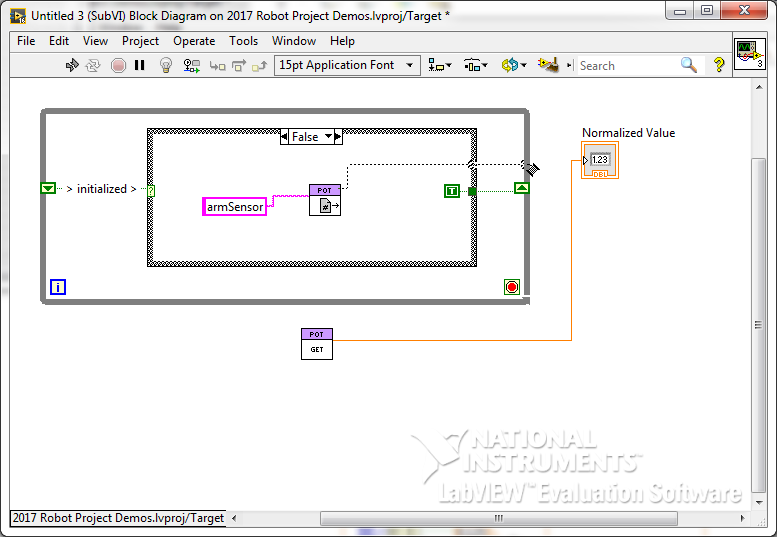 Untitled 3 (SubVI) Block Diagram on 2017 Robot Project Demos.lvproj/Target *
File Edit View Project Operate Tools Window Help
15pt Application Font
Search
?
3
False
Normalized Value
1.23
DBL
> initialized >
?
POT
armSensor
#
T
i
POT
GET
NATIONAL
INSTRUMENTS™
LabVIEW™ Evaluation Software
2017 Robot Project Demos.lvproj/Target